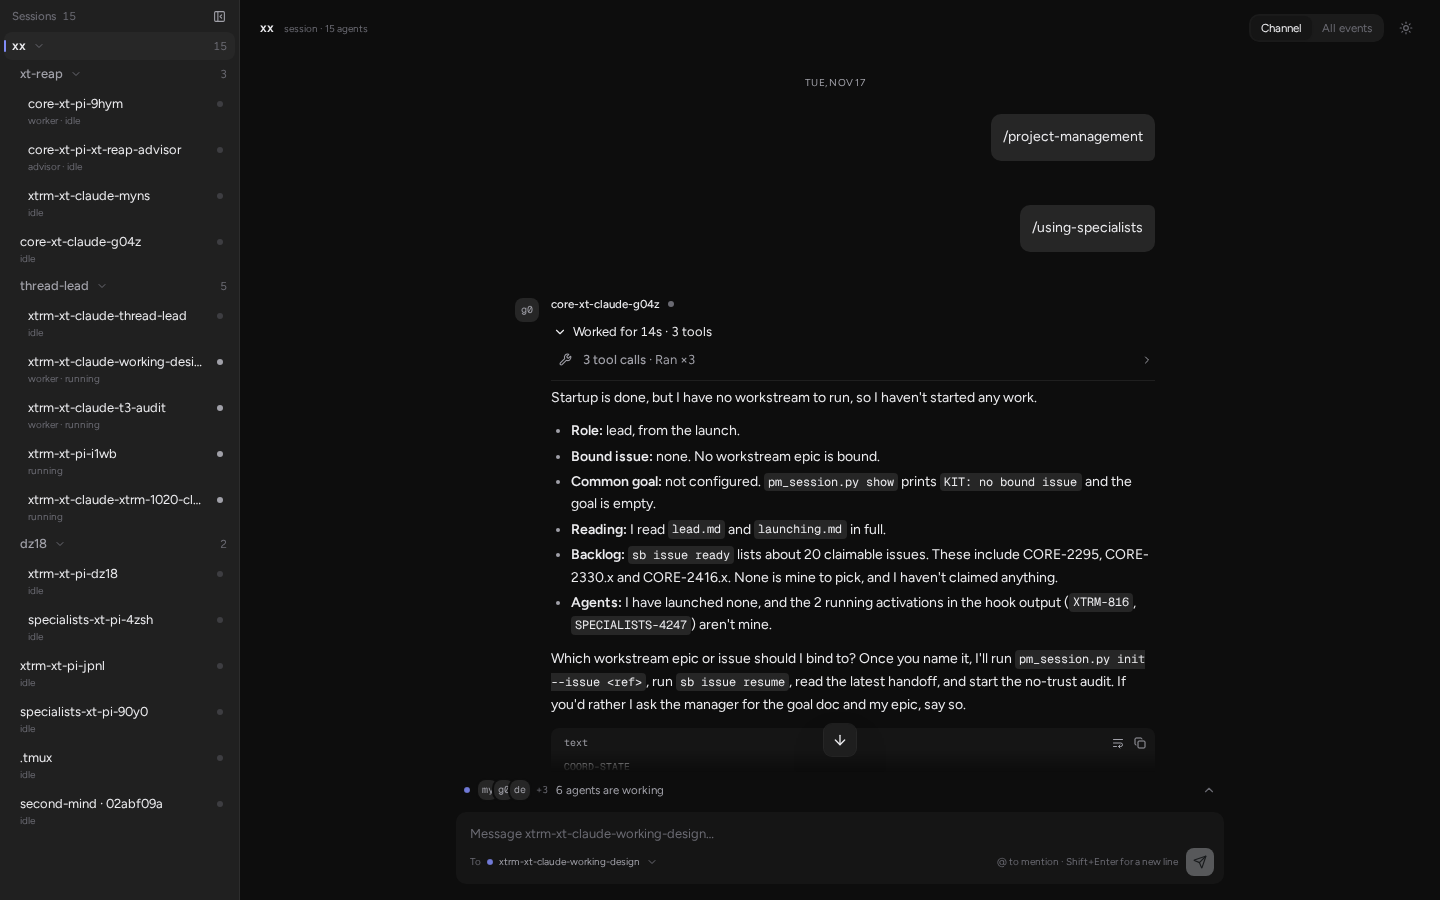 Sessions 15
xx 15
xt-reap 3
core-xt-pi-9hym
worker · idle
core-xt-pi-xt-reap-advisor
advisor · idle
xtrm-xt-claude-myns
idle
core-xt-claude-g04z
idle
thread-lead 5
xtrm-xt-claude-thread-lead
idle
xtrm-xt-claude-working-desi...
worker · running
xtrm-xt-claude-t3-audit
worker · running
xtrm-xt-pi-i1wb
running
xtrm-xt-claude-xtrm-1020-cl...
running
dz18 2
xtrm-xt-pi-dz18
idle
specialists-xt-pi-4zsh
idle
xtrm-xt-pi-jpnl
idle
specialists-xt-pi-90y0
idle
.tmux
idle
second-mind · 02abf09a
idle
xx session · 15 agents
Channel All events
TUE, NOV 17
/project-management
/using-specialists
g0 core-xt-claude-g04z
Worked for 14s · 3 tools
3 tool calls · Ran ×3
Startup is done, but I have no workstream to run, so I haven't started any work.
• Role: lead, from the launch.
• Bound issue: none. No workstream epic is bound.
• Common goal: not configured. pm_session.py show prints KIT: no bound issue and the
goal is empty.
• Reading: I read lead.md and launching.md in full.
• Backlog: sb issue ready lists about 20 claimable issues. These include CORE-2295, CORE-
2330.x and CORE-2416.x. None is mine to pick, and I haven't claimed anything.
• Agents: I have launched none, and the 2 running activations in the hook output (XTRM-816,
SPECIALISTS-4247) aren't mine.
Which workstream epic or issue should I bind to? Once you name it, I'll run pm_session.py init
--issue <ref>, run sb issue resume, read the latest handoff, and start the no-trust audit. If
you'd rather I ask the manager for the goal doc and my epic, say so.
text
COORD-STATE
my g0 de +3 6 agents are working
Message xtrm-xt-claude-working-design...
To xtrm-xt-claude-working-design @ to mention · Shift+Enter for a new line